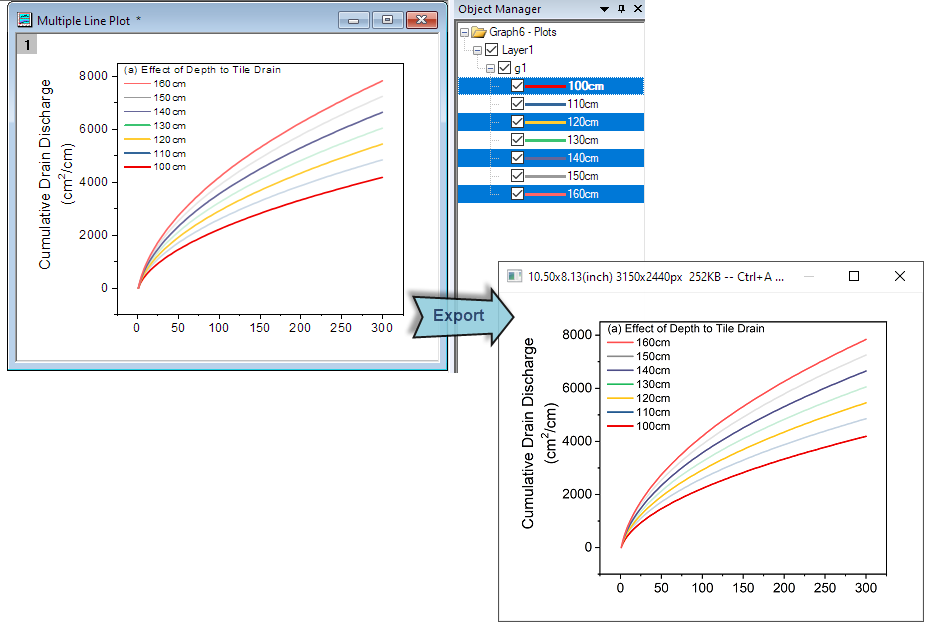 Multiple Line Plot *
1
(a) Effect of Depth to Tile Drain
160 cm
150 cm
140 cm
130 cm
120 cm
110 cm
100 cm
Cumulative Drain Discharge
(cm2/cm)
8000
6000
4000
2000
0
0 50 100 150 200 250 300
Object Manager
Graph6 - Plots
Layer1
g1
100cm
110cm
120cm
130cm
140cm
150cm
160cm
Export
10.50x8.13(inch) 3150x2440px 252KB -- Ctrl+A ...
(a) Effect of Depth to Tile Drain
160cm
150cm
140cm
130cm
120cm
110cm
100cm
Cumulative Drain Discharge
(cm2/cm)
8000
6000
4000
2000
0
0 50 100 150 200 250 300